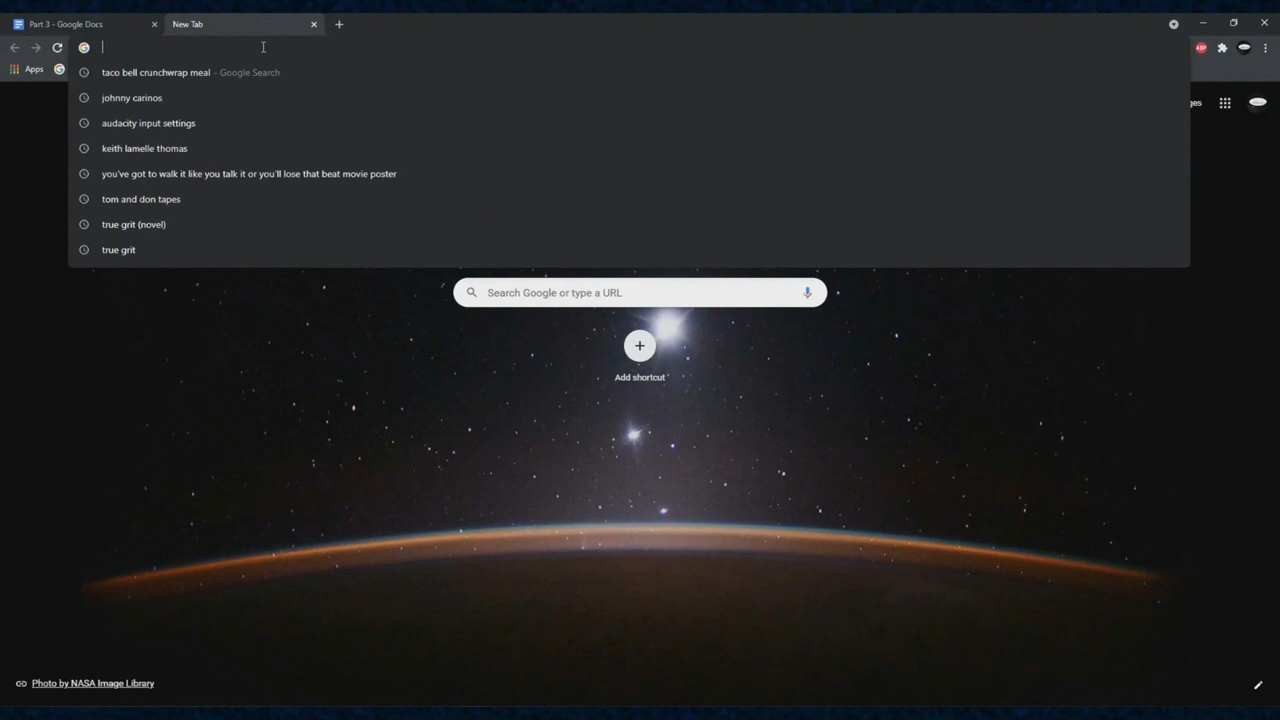 Part 3 - Google Docs
New Tab
Apps
taco bell crunchwrap meal - Google Search
johnny carinos
audacity input settings
keith lamelle thomas
you've got to walk it like you talk it or you'll lose that beat movie poster
tom and don tapes
true grit (novel)
true grit
Search Google or type a URL
Add shortcut
Photo by NASA Image Library
ABP